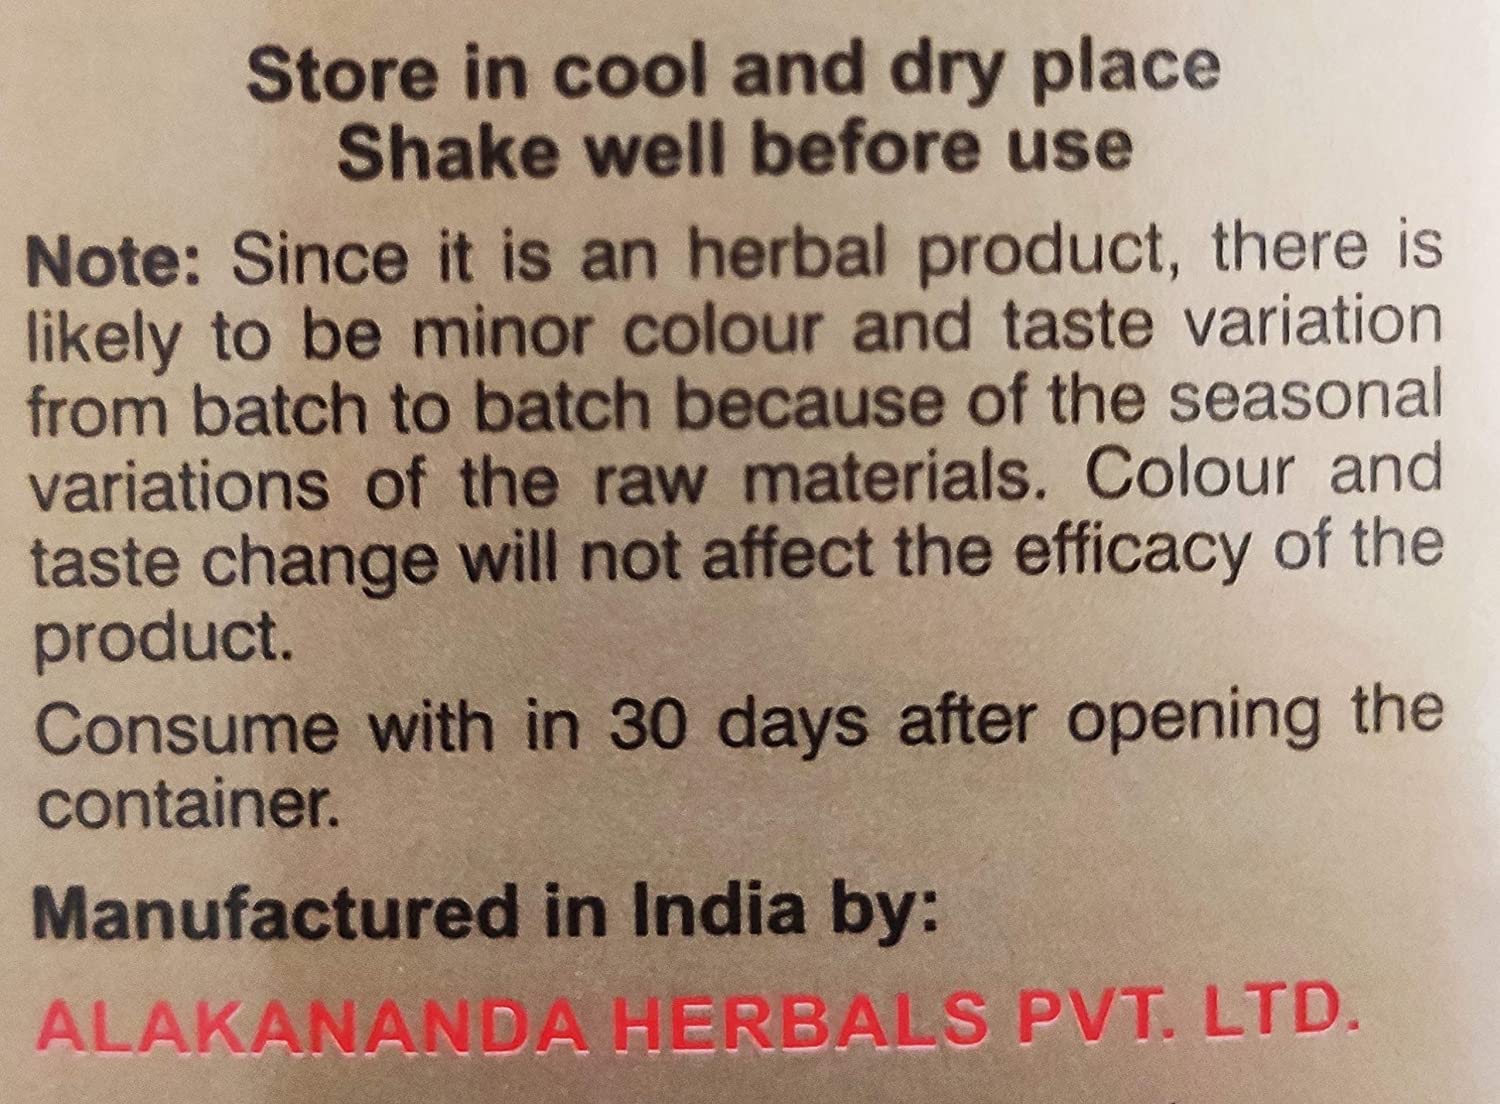 Store in cool and dry place
Shake well before use
Note: Since it is an herbal product, there is
likely to be minor colour and taste variation
from batch to batch because of the seasonal
variations of the raw materials. Colour and
taste change will not affect the efficacy of the
product.
Consume with in 30 days after opening the
container.
Manufactured in India by:
ALAKANANDA HERBALS PVT. LTD.